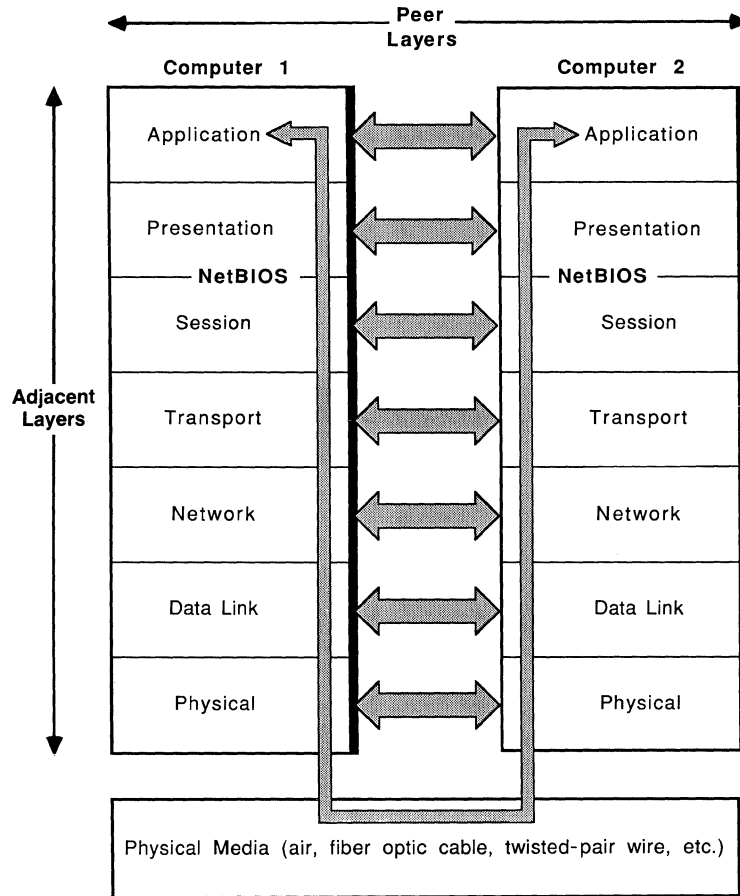 Peer
Layers
Computer 1
Computer 2
Application
Application
Presentation
Presentation
NetBIOS
NetBIOS
Session
Session
Adjacent
Layers
Transport
Transport
Network
Network
Data Link
Data Link
Physical
Physical
Physical Media (air, fiber optic cable, twisted-pair wire, etc.)